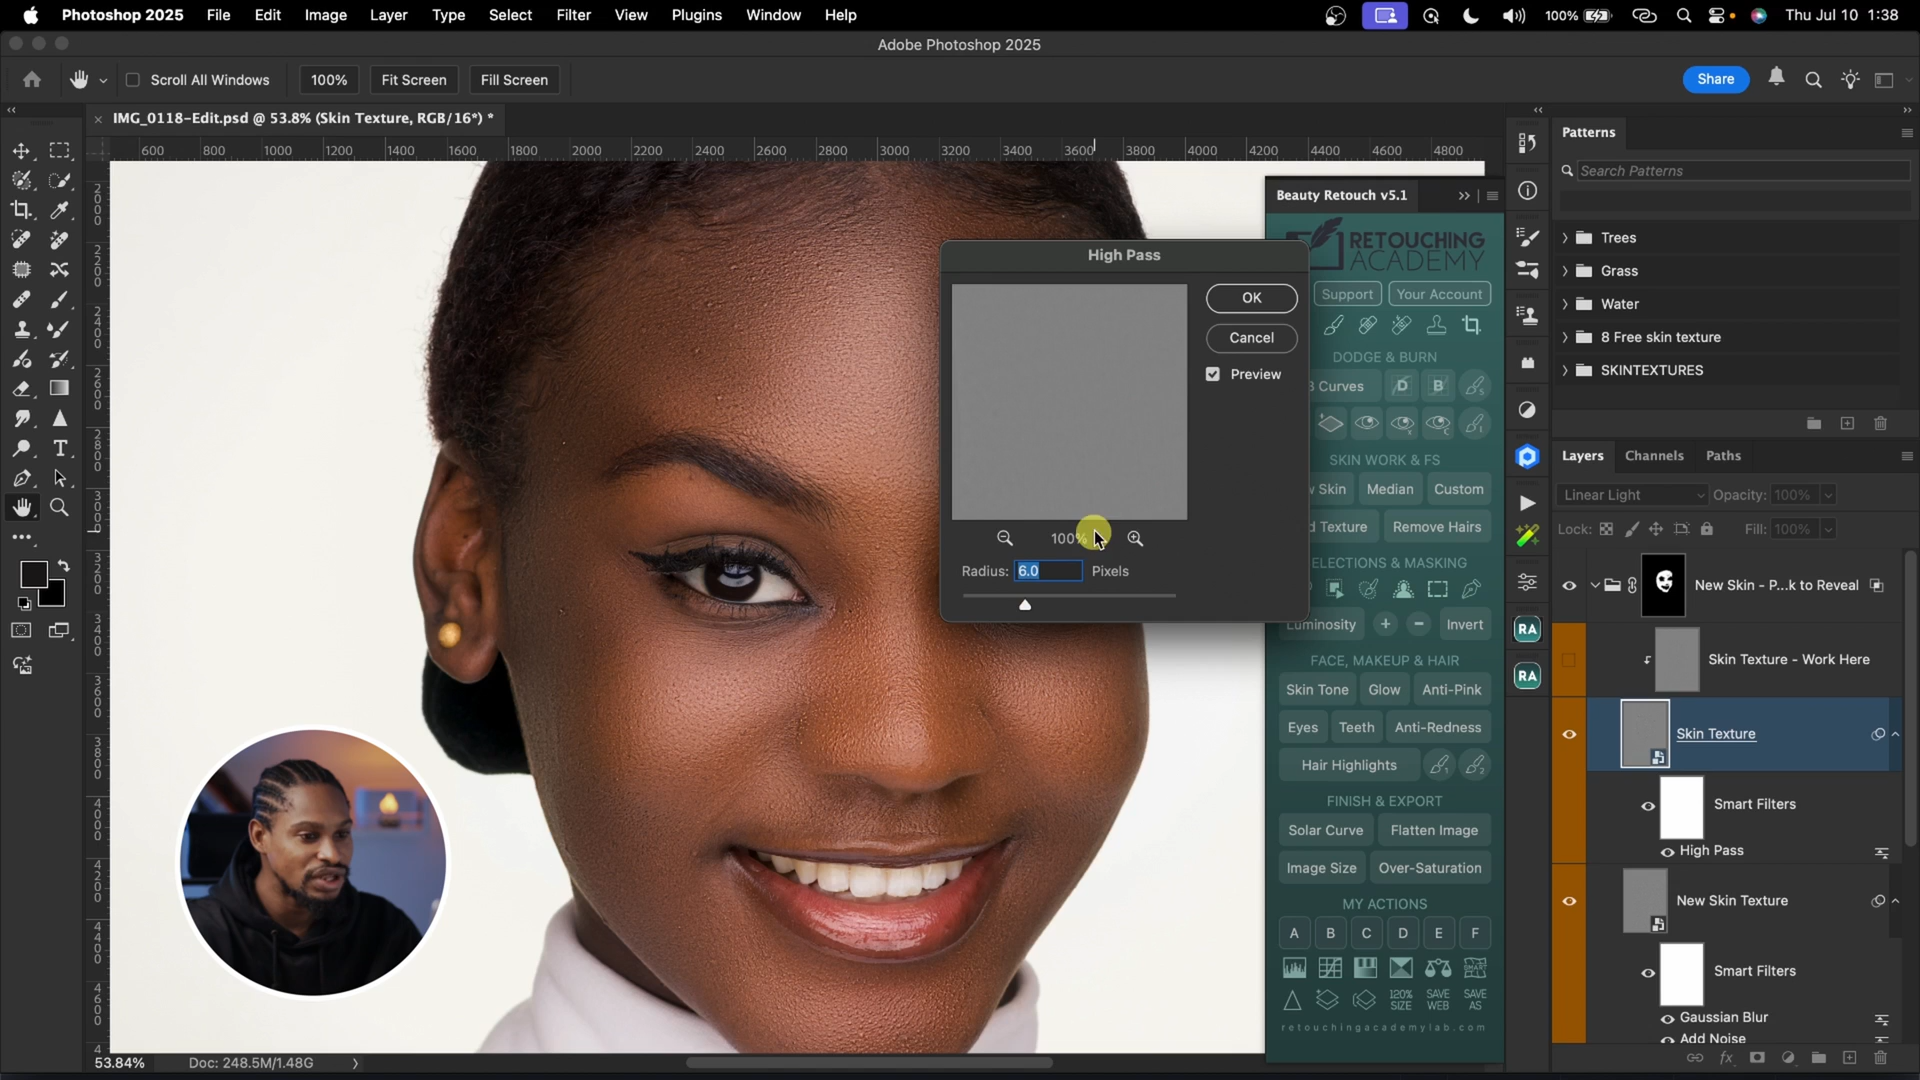 Photoshop 2025 File Edit Image Layer Type Select Filter View Plugins Window Help 100% Thu Jul 10 1:38
Adobe Photoshop 2025
Scroll All Windows 100% Fit Screen Fill Screen Share
IMG_0118-Edit.psd @ 53.8% (Skin Texture, RGB/16*) *
600 800 1000 1200 1400 1600 1800 2000 2200 2400 2600 2800 3000 3200 3400 3600 3800 4000 4200 4400 4600 4800
Patterns
Search Patterns
Trees
Grass
Water
8 Free skin texture
SKINTEXTURES
Beauty Retouch v5.1
RETOUCHING
ACADEMY
Support Your Account
DODGE & BURN
3 Curves D B
SKIN WORK & FS
w Skin Median Custom
d Texture Remove Hairs
ELECTIONS & MASKING
Luminosity + − Invert
FACE, MAKEUP & HAIR
Skin Tone Glow Anti-Pink
Eyes Teeth Anti-Redness
Hair Highlights
FINISH & EXPORT
Solar Curve Flatten Image
Image Size Over-Saturation
MY ACTIONS
A B C D E F
120% SIZE SAVE WEB SAVE AS
retouchingacademylab.com
High Pass
OK
Cancel
Preview
100%
Radius: 6.0 Pixels
RA
RA
Layers Channels Paths
Linear Light Opacity: 100%
Lock: Fill: 100%
New Skin - P...k to Reveal
Skin Texture - Work Here
Skin Texture
Smart Filters
High Pass
New Skin Texture
Smart Filters
Gaussian Blur
Add Noise
fx
53.84% Doc: 248.5M/1.48G